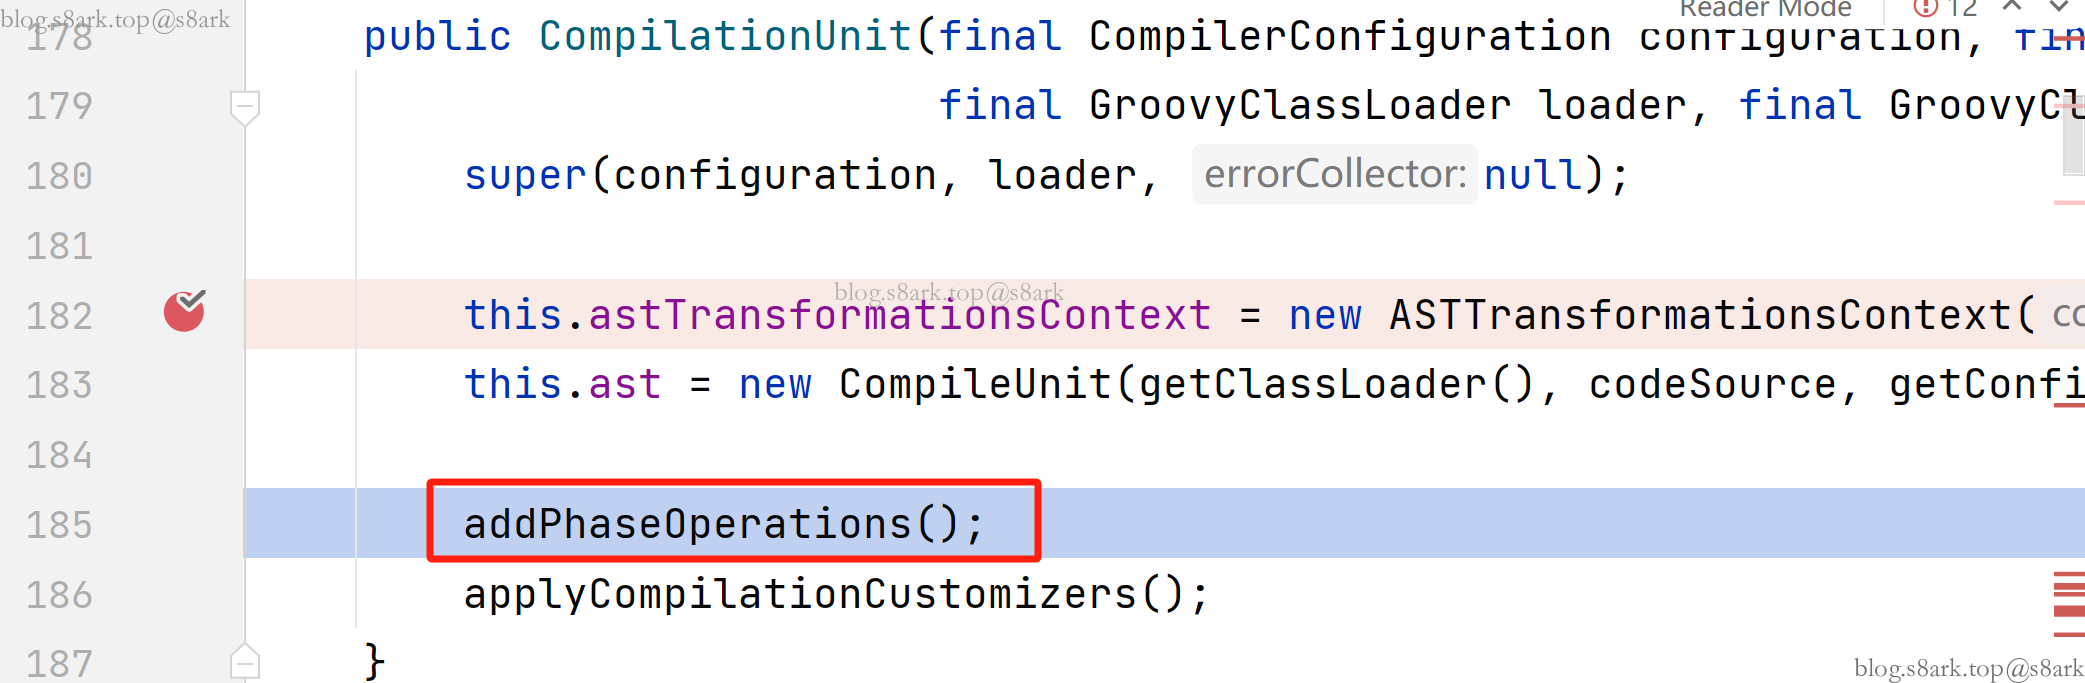 blog.s8ark.top@s8ark
Reader Mode 12
178 public CompilationUnit(final CompilerConfiguration configuration, fin
179 final GroovyClassLoader loader, final GroovyCl
180 super(configuration, loader, errorCollector: null);
181
blog.s8ark.top@s8ark
182 this.astTransformationsContext = new ASTTransformationsContext( co
183 this.ast = new CompileUnit(getClassLoader(), codeSource, getConfi
184
185 addPhaseOperations();
186 applyCompilationCustomizers();
187 }
blog.s8ark.top@s8ark